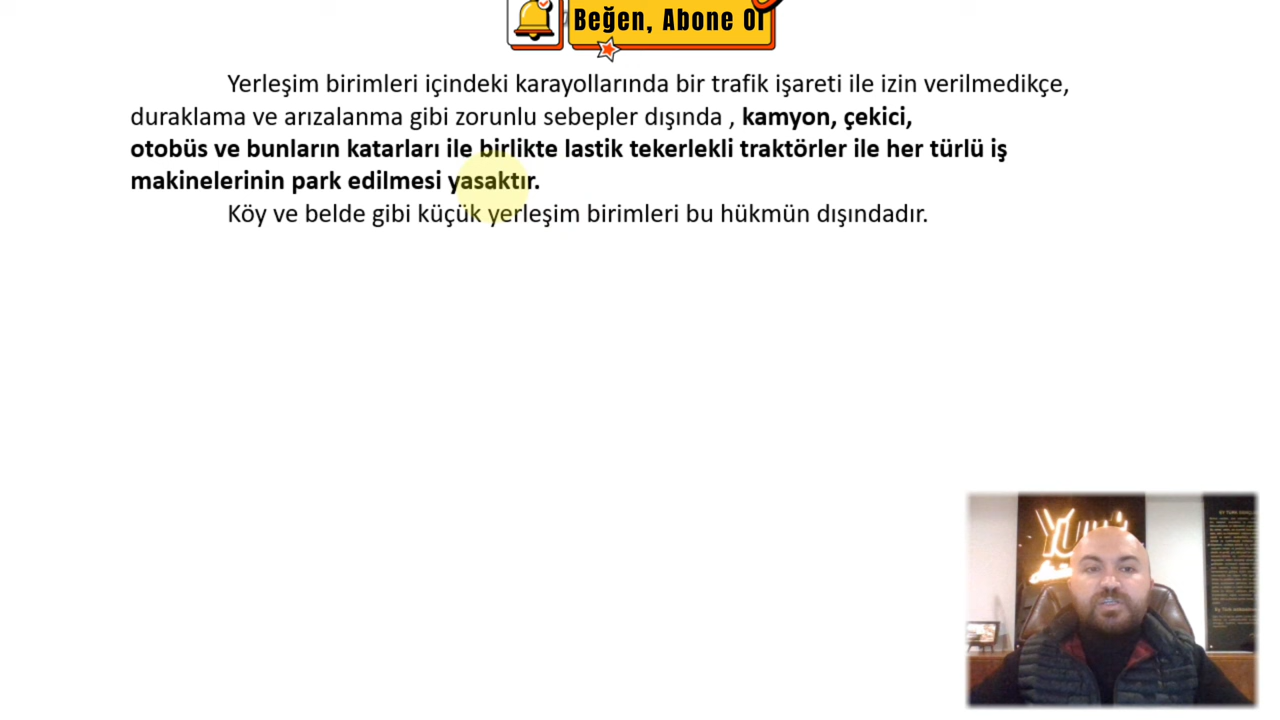 Beğen, Abone Ol
Yerleşim birimleri içindeki karayollarında bir trafik işareti ile izin verilmedikçe,
duraklama ve arızalanma gibi zorunlu sebepler dışında , kamyon, çekici,
otobüs ve bunların katarları ile birlikte lastik tekerlekli traktörler ile her türlü iş
makinelerinin park edilmesi yasaktır.
Köy ve belde gibi küçük yerleşim birimleri bu hükmün dışındadır.